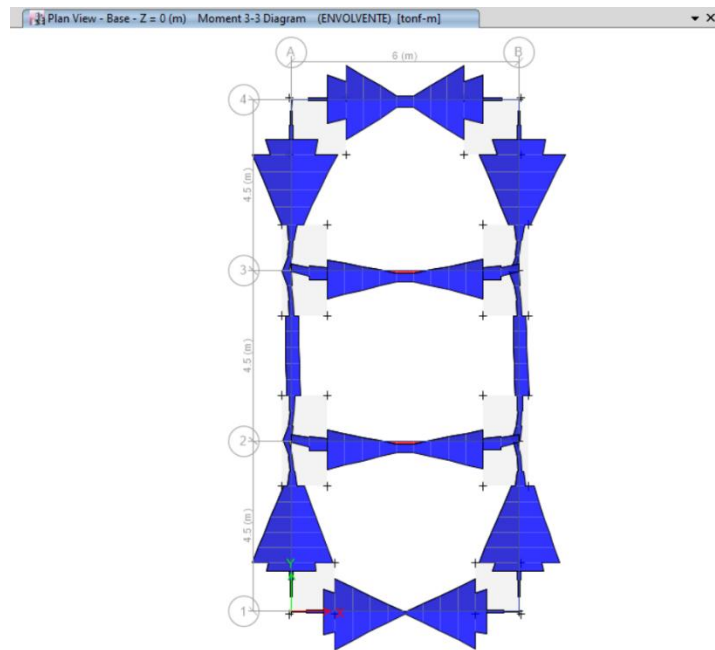 Plan View - Base - Z = 0 (m) Moment 3-3 Diagram (ENVOLVENTE) [tonf-m]
A
B
6 (m)
4
4.5 (m)
3
4.5 (m)
2
4.5 (m)
Y
1
X